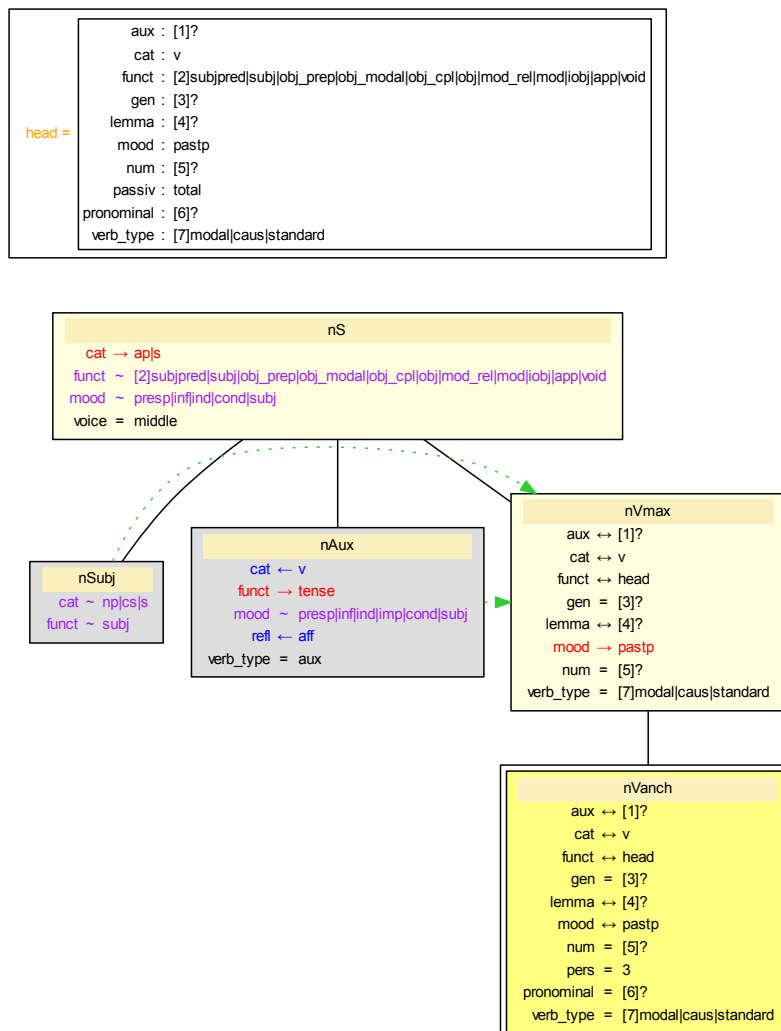 head =
aux : [1]?
cat : v
funct : [2]subjpred|subj|obj_prep|obj_modal|obj_cpl|obj|mod_rel|mod|iobj|app|void
gen : [3]?
lemma : [4]?
mood : pastp
num : [5]?
passiv : total
pronominal : [6]?
verb_type : [7]modal|caus|standard
nS
cat → ap|s
funct ~ [2]subjpred|subj|obj_prep|obj_modal|obj_cpl|obj|mod_rel|mod|iobj|app|void
mood ~ presp|inf|ind|cond|subj
voice = middle
nSubj
cat ~ np|cs|s
funct ~ subj
nAux
cat ← v
funct → tense
mood ~ presp|inf|ind|imp|cond|subj
refl ← aff
verb_type = aux
nVmax
aux ↔ [1]?
cat ↔ v
funct ↔ head
gen = [3]?
lemma ↔ [4]?
mood → pastp
num = [5]?
verb_type = [7]modal|caus|standard
nVanch
aux ↔ [1]?
cat ↔ v
funct ↔ head
gen = [3]?
lemma ↔ [4]?
mood ↔ pastp
num = [5]?
pers = 3
pronominal = [6]?
verb_type = [7]modal|caus|standard